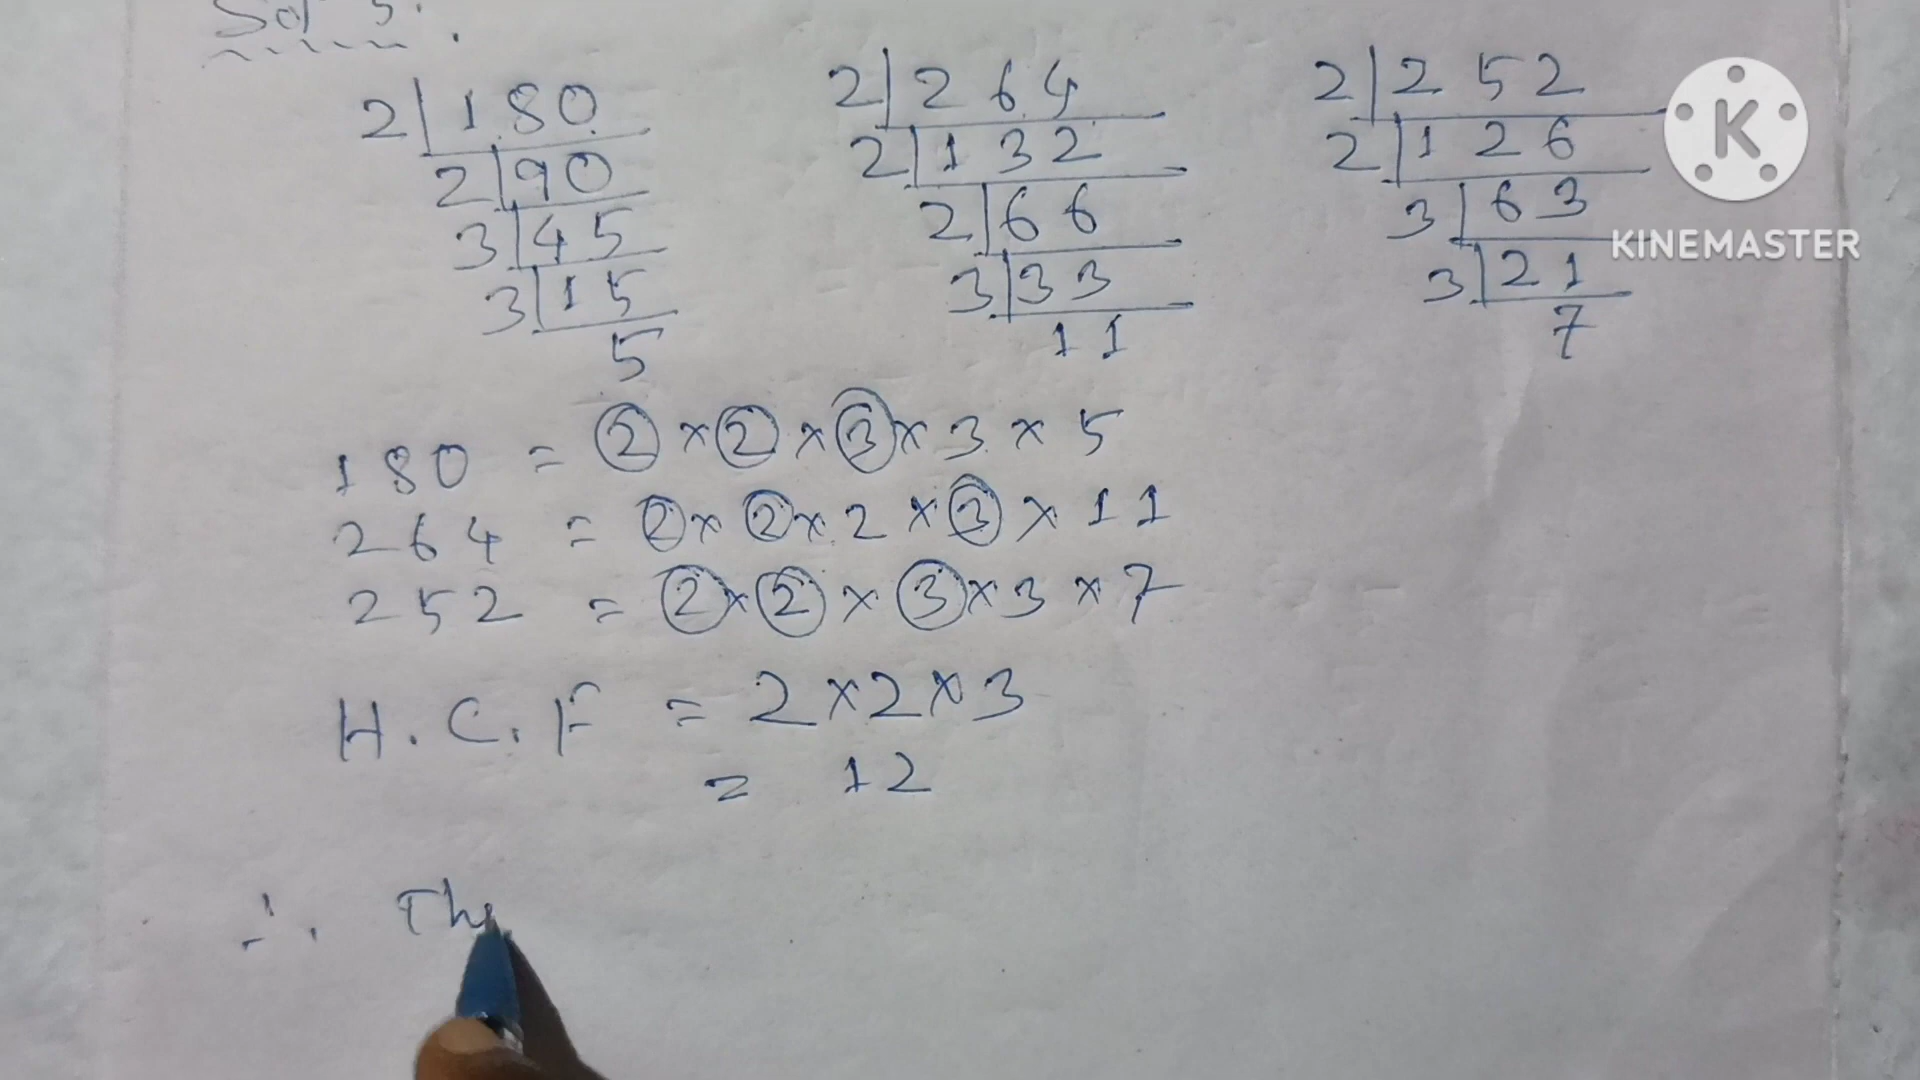 Sol 5.
2 180
2 90
3 45
3 15
5
2 264
2 132
2 66
3 33
11
2 252
2 126
3 63
3 21
7
K
KINEMASTER
180 = 2 × 2 × 3 × 3 × 5
264 = 2 × 2 × 2 × 3 × 11
252 = 2 × 2 × 3 × 3 × 7
H.C.F = 2 × 2 × 3
= 12
∴ The